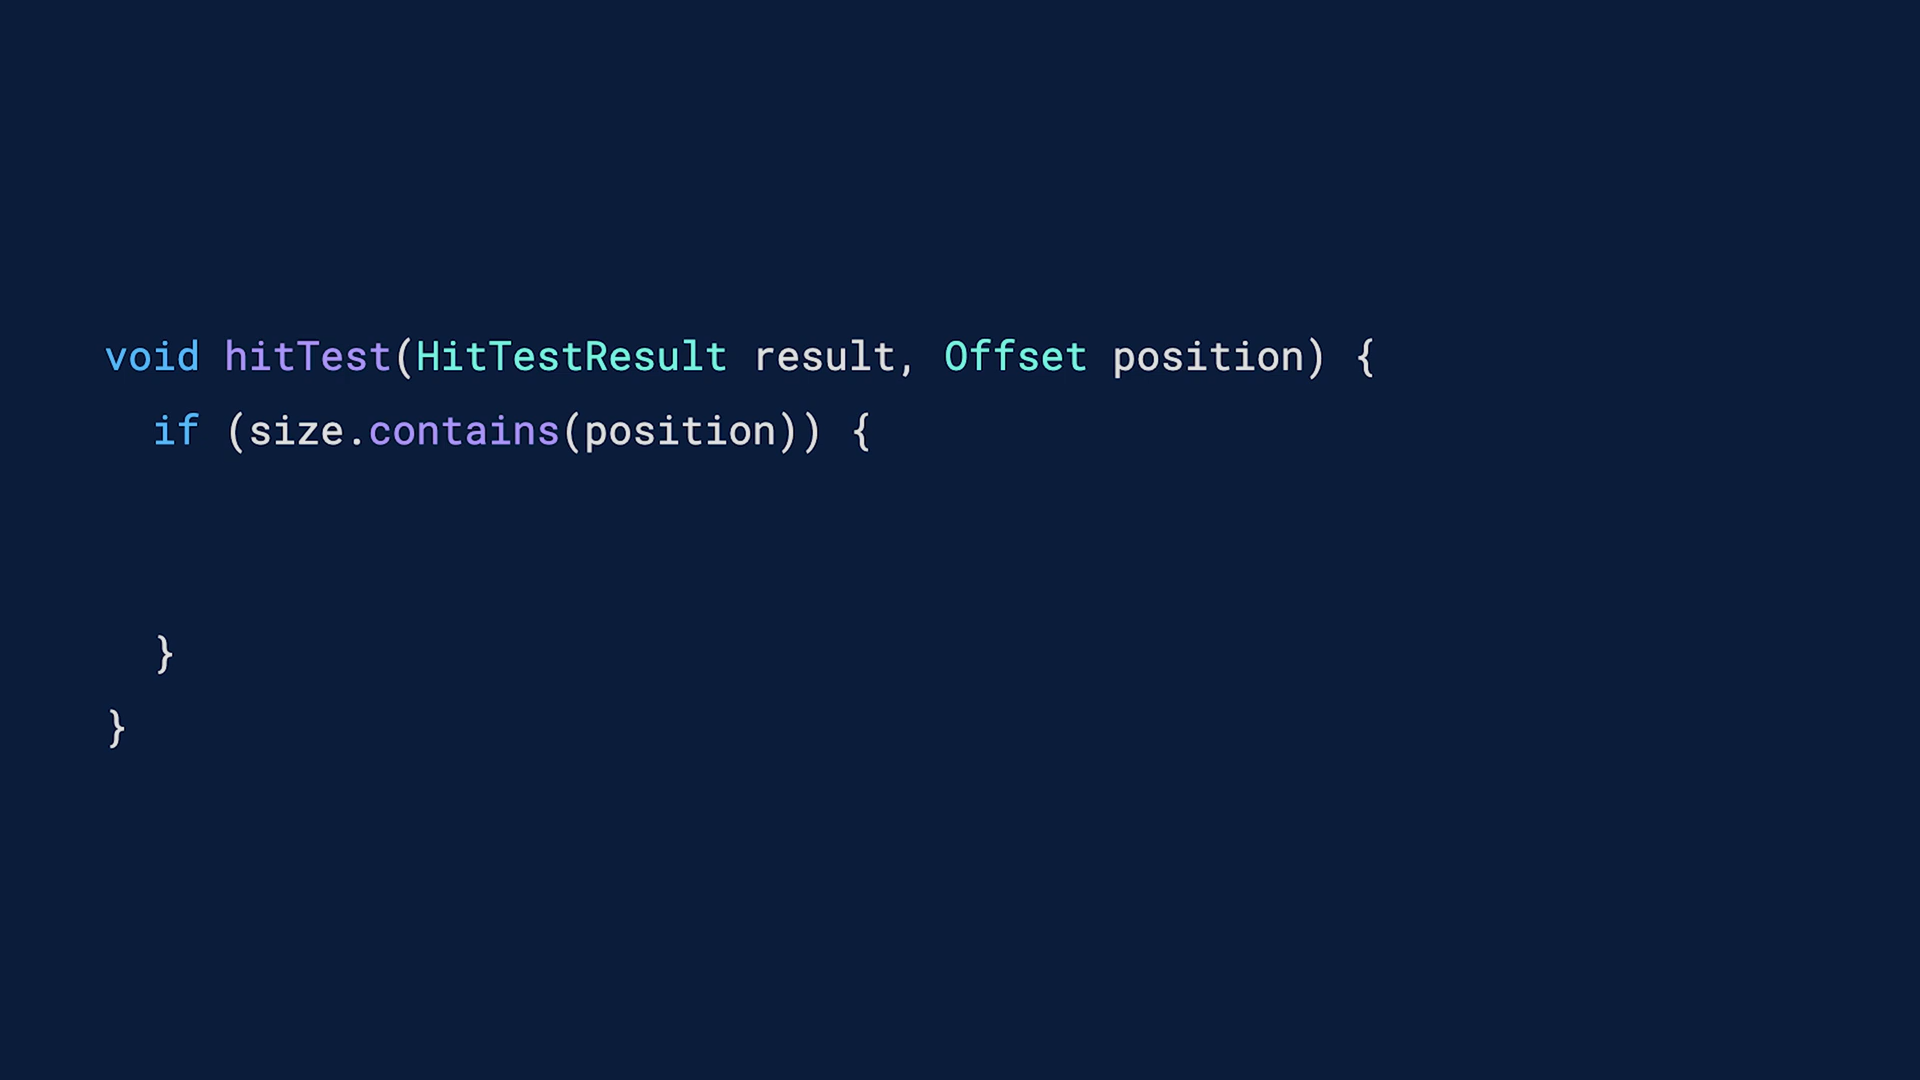 void hitTest(HitTestResult result, Offset position) {
if (size.contains(position)) {
}
}